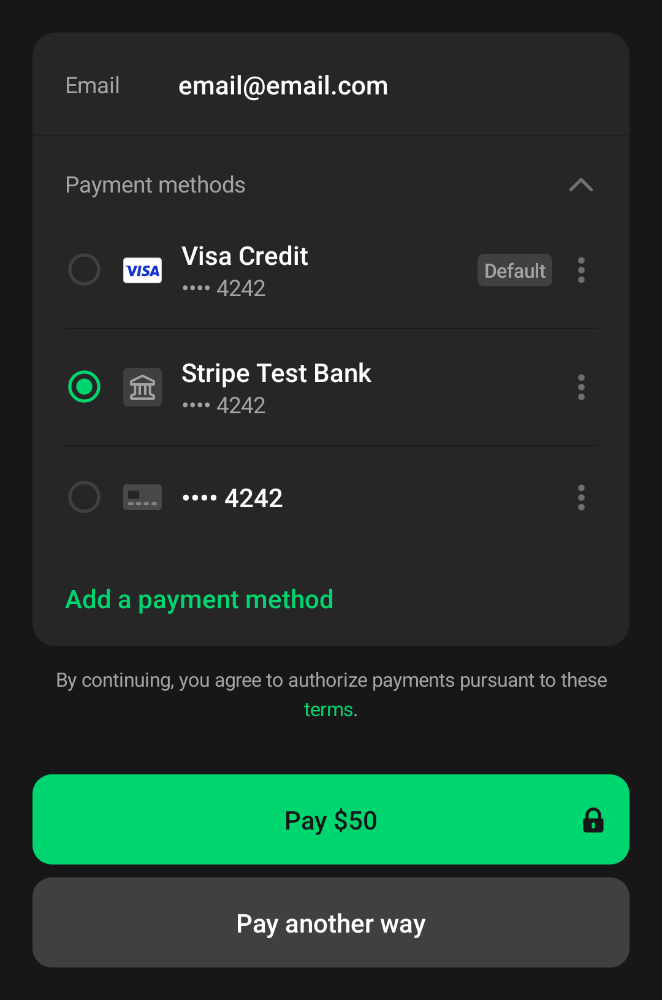 Email email@email.com
Payment methods
VISA Visa Credit Default
•••• 4242
Stripe Test Bank
•••• 4242
•••• 4242
Add a payment method
By continuing, you agree to authorize payments pursuant to these
terms.
Pay $50
Pay another way